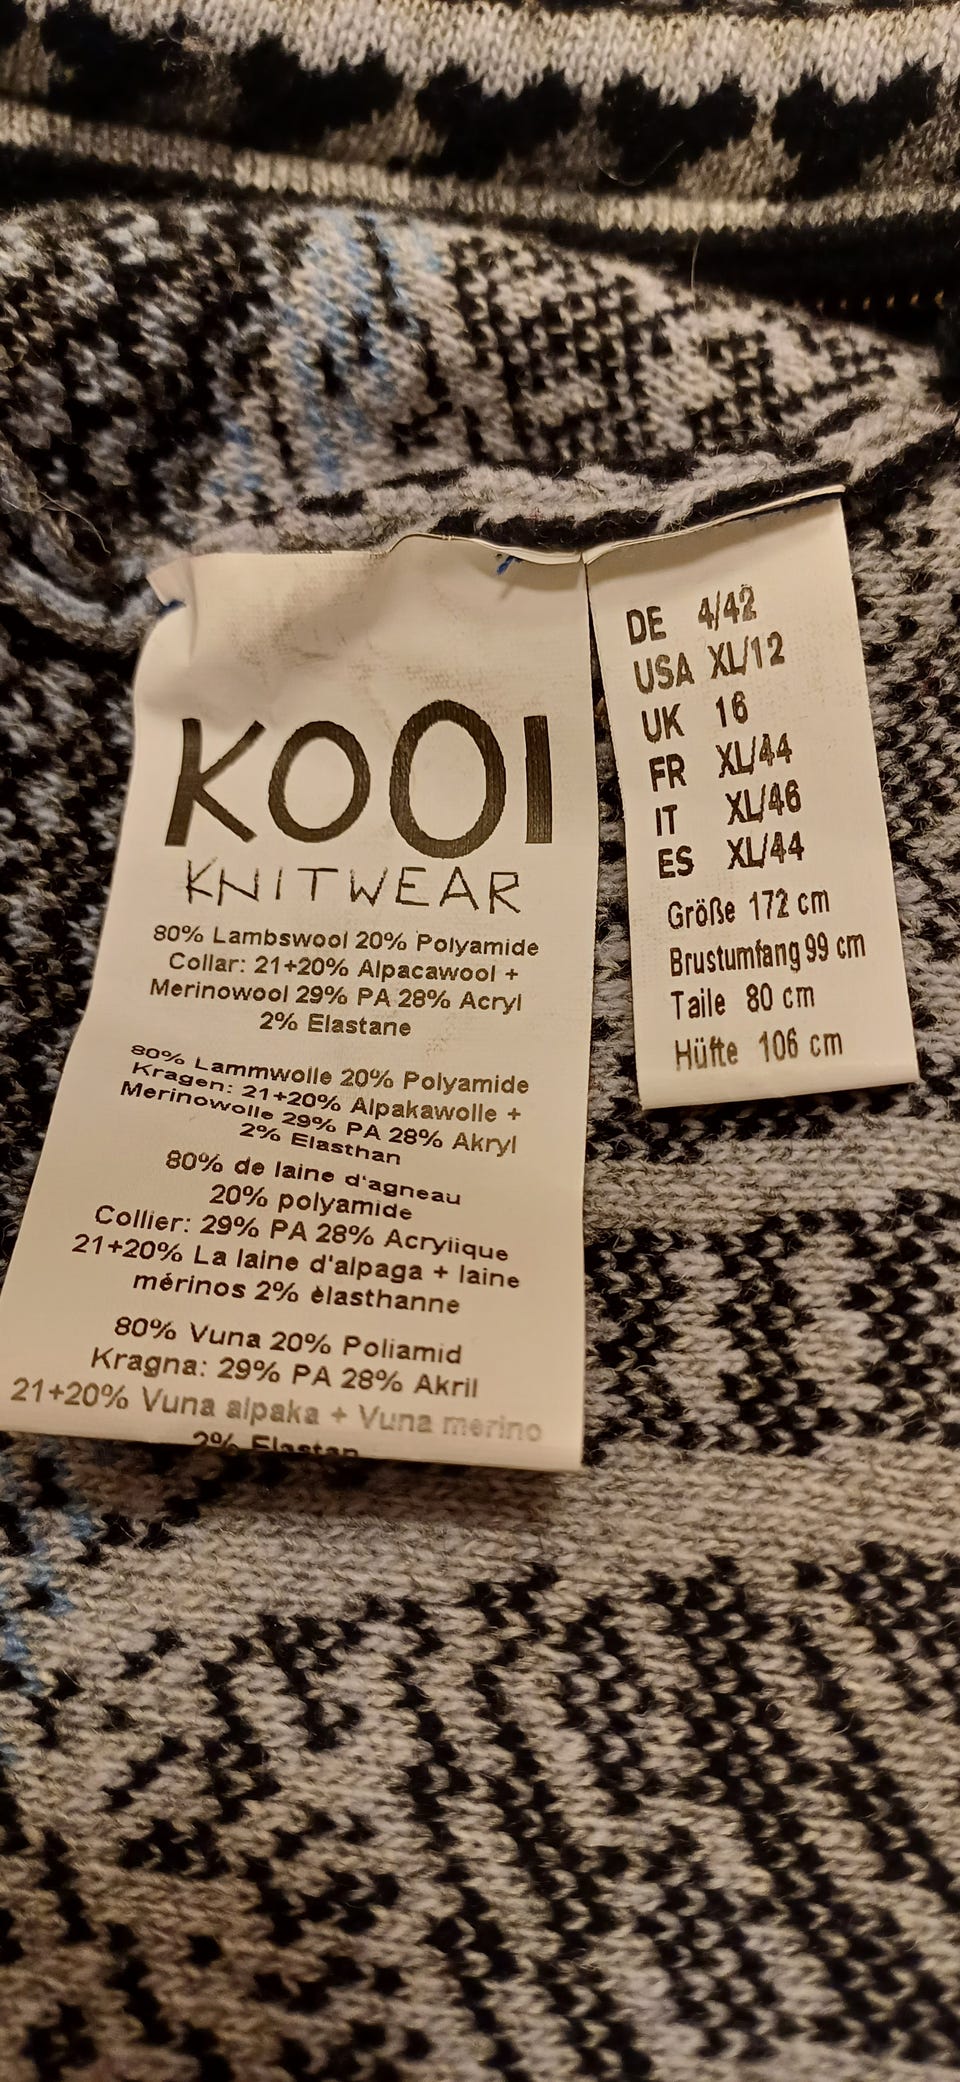 KOOI
KNITWEAR
80% Lambswool 20% Polyamide
Collar: 21+20% Alpacawool +
Merinowool 29% PA 28% Acryl
2% Elastane
80% Lammwolle 20% Polyamide
Kragen: 21+20% Alpakawolle +
Merinowolle 29% PA 28% Akryl
2% Elasthan
80% de laine d'agneau
20% polyamide
Collier: 29% PA 28% Acryliique
21+20% La laine d'alpaga + laine
mérinos 2% èlasthanne
80% Vuna 20% Poliamid
Kragna: 29% PA 28% Akril
21+20% Vuna alpaka + Vuna merino
2% Elastan
DE 4/42
USA XL/12
UK 16
FR XL/44
IT XL/46
ES XL/44
Größe 172 cm
Brustumfang 99 cm
Taile 80 cm
Hüfte 106 cm